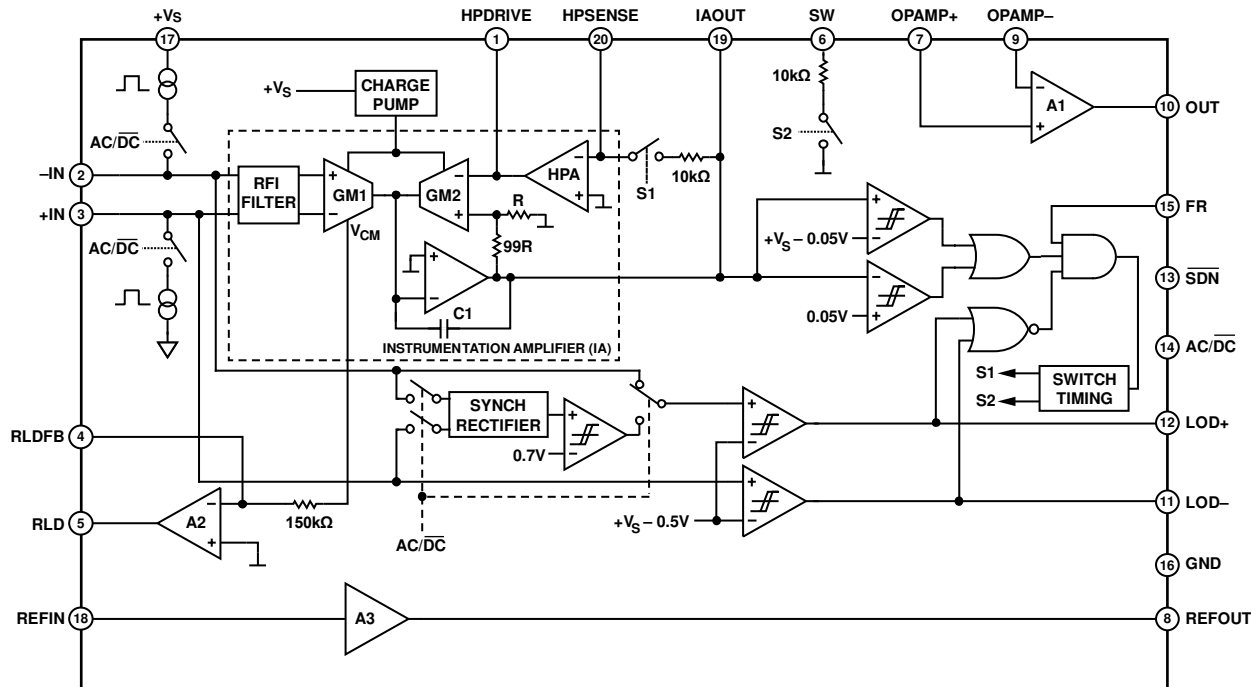 +VS HPDRIVE HPSENSE IAOUT SW OPAMP+ OPAMP–
17 1 20 19 6 7 9
+VS CHARGE PUMP
10kΩ
– A1 +
10 OUT
AC/DC
S2
–IN 2
RFI FILTER
+ GM1 –
– GM2 +
HPA – +
S1
10kΩ
R
15 FR
+IN 3
VCM
+ –
+VS – 0.05V
AC/DC
99R
+ –
– +
13 SDN
C1
0.05V
INSTRUMENTATION AMPLIFIER (IA)
14 AC/DC
S1
S2
SWITCH TIMING
SYNCH RECTIFIER
+ –
0.7V
+ –
12 LOD+
RLDFB 4
+ –
+VS – 0.5V
11 LOD–
RLD 5
– A2 +
150kΩ
AC/DC
16 GND
REFIN 18
A3
8 REFOUT